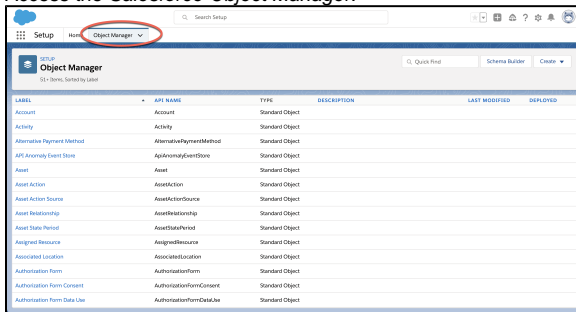 Access the Salesforce Object Manager.
Search Setup
Setup Home Object Manager
SETUP
Object Manager
51+ Items, Sorted by Label
Quick Find
Schema Builder
Create
LABEL API NAME TYPE DESCRIPTION LAST MODIFIED DEPLOYED
Account Account Standard Object
Activity Activity Standard Object
Alternative Payment Method AlternativePaymentMethod Standard Object
API Anomaly Event Store ApiAnomalyEventStore Standard Object
Asset Asset Standard Object
Asset Action AssetAction Standard Object
Asset Action Source AssetActionSource Standard Object
Asset Relationship AssetRelationship Standard Object
Asset State Period AssetStatePeriod Standard Object
Assigned Resource AssignedResource Standard Object
Associated Location AssociatedLocation Standard Object
Authorization Form AuthorizationForm Standard Object
Authorization Form Consent AuthorizationFormConsent Standard Object
Authorization Form Data Use AuthorizationFormDataUse Standard Object